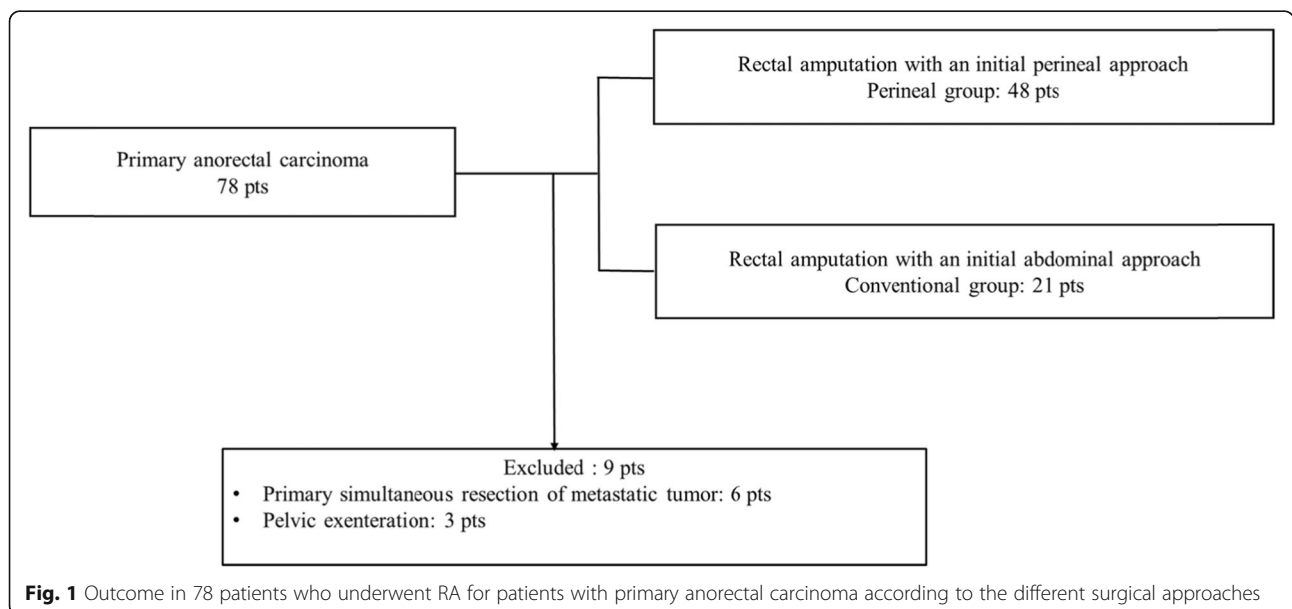 Rectal amputation with an initial perineal approach
Perineal group: 48 pts
Primary anorectal carcinoma
78 pts
Rectal amputation with an initial abdominal approach
Conventional group: 21 pts
Excluded : 9 pts
• Primary simultaneous resection of metastatic tumor: 6 pts
• Pelvic exenteration: 3 pts
Fig. 1 Outcome in 78 patients who underwent RA for patients with primary anorectal carcinoma according to the different surgical approaches